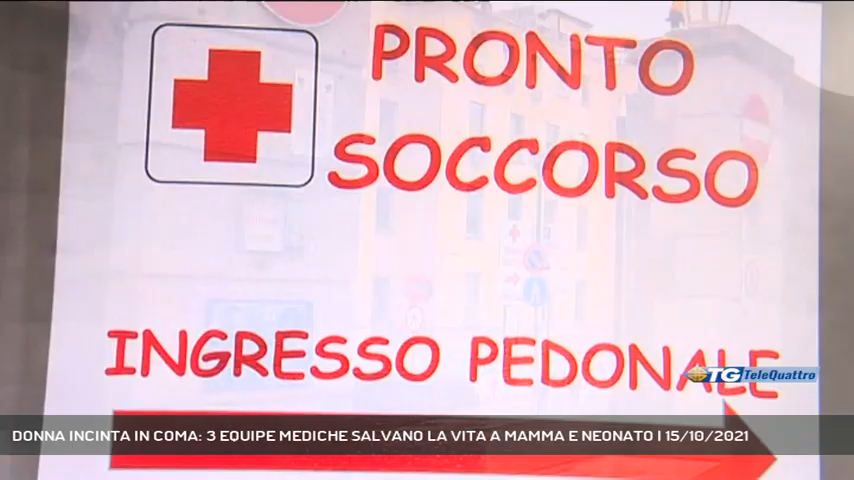 PRONTO
SOCCORSO
INGRESSO PEDONALE
TG TeleQuattro
DONNA INCINTA IN COMA: 3 EQUIPE MEDICHE SALVANO LA VITA A MAMMA E NEONATO | 15/10/2021